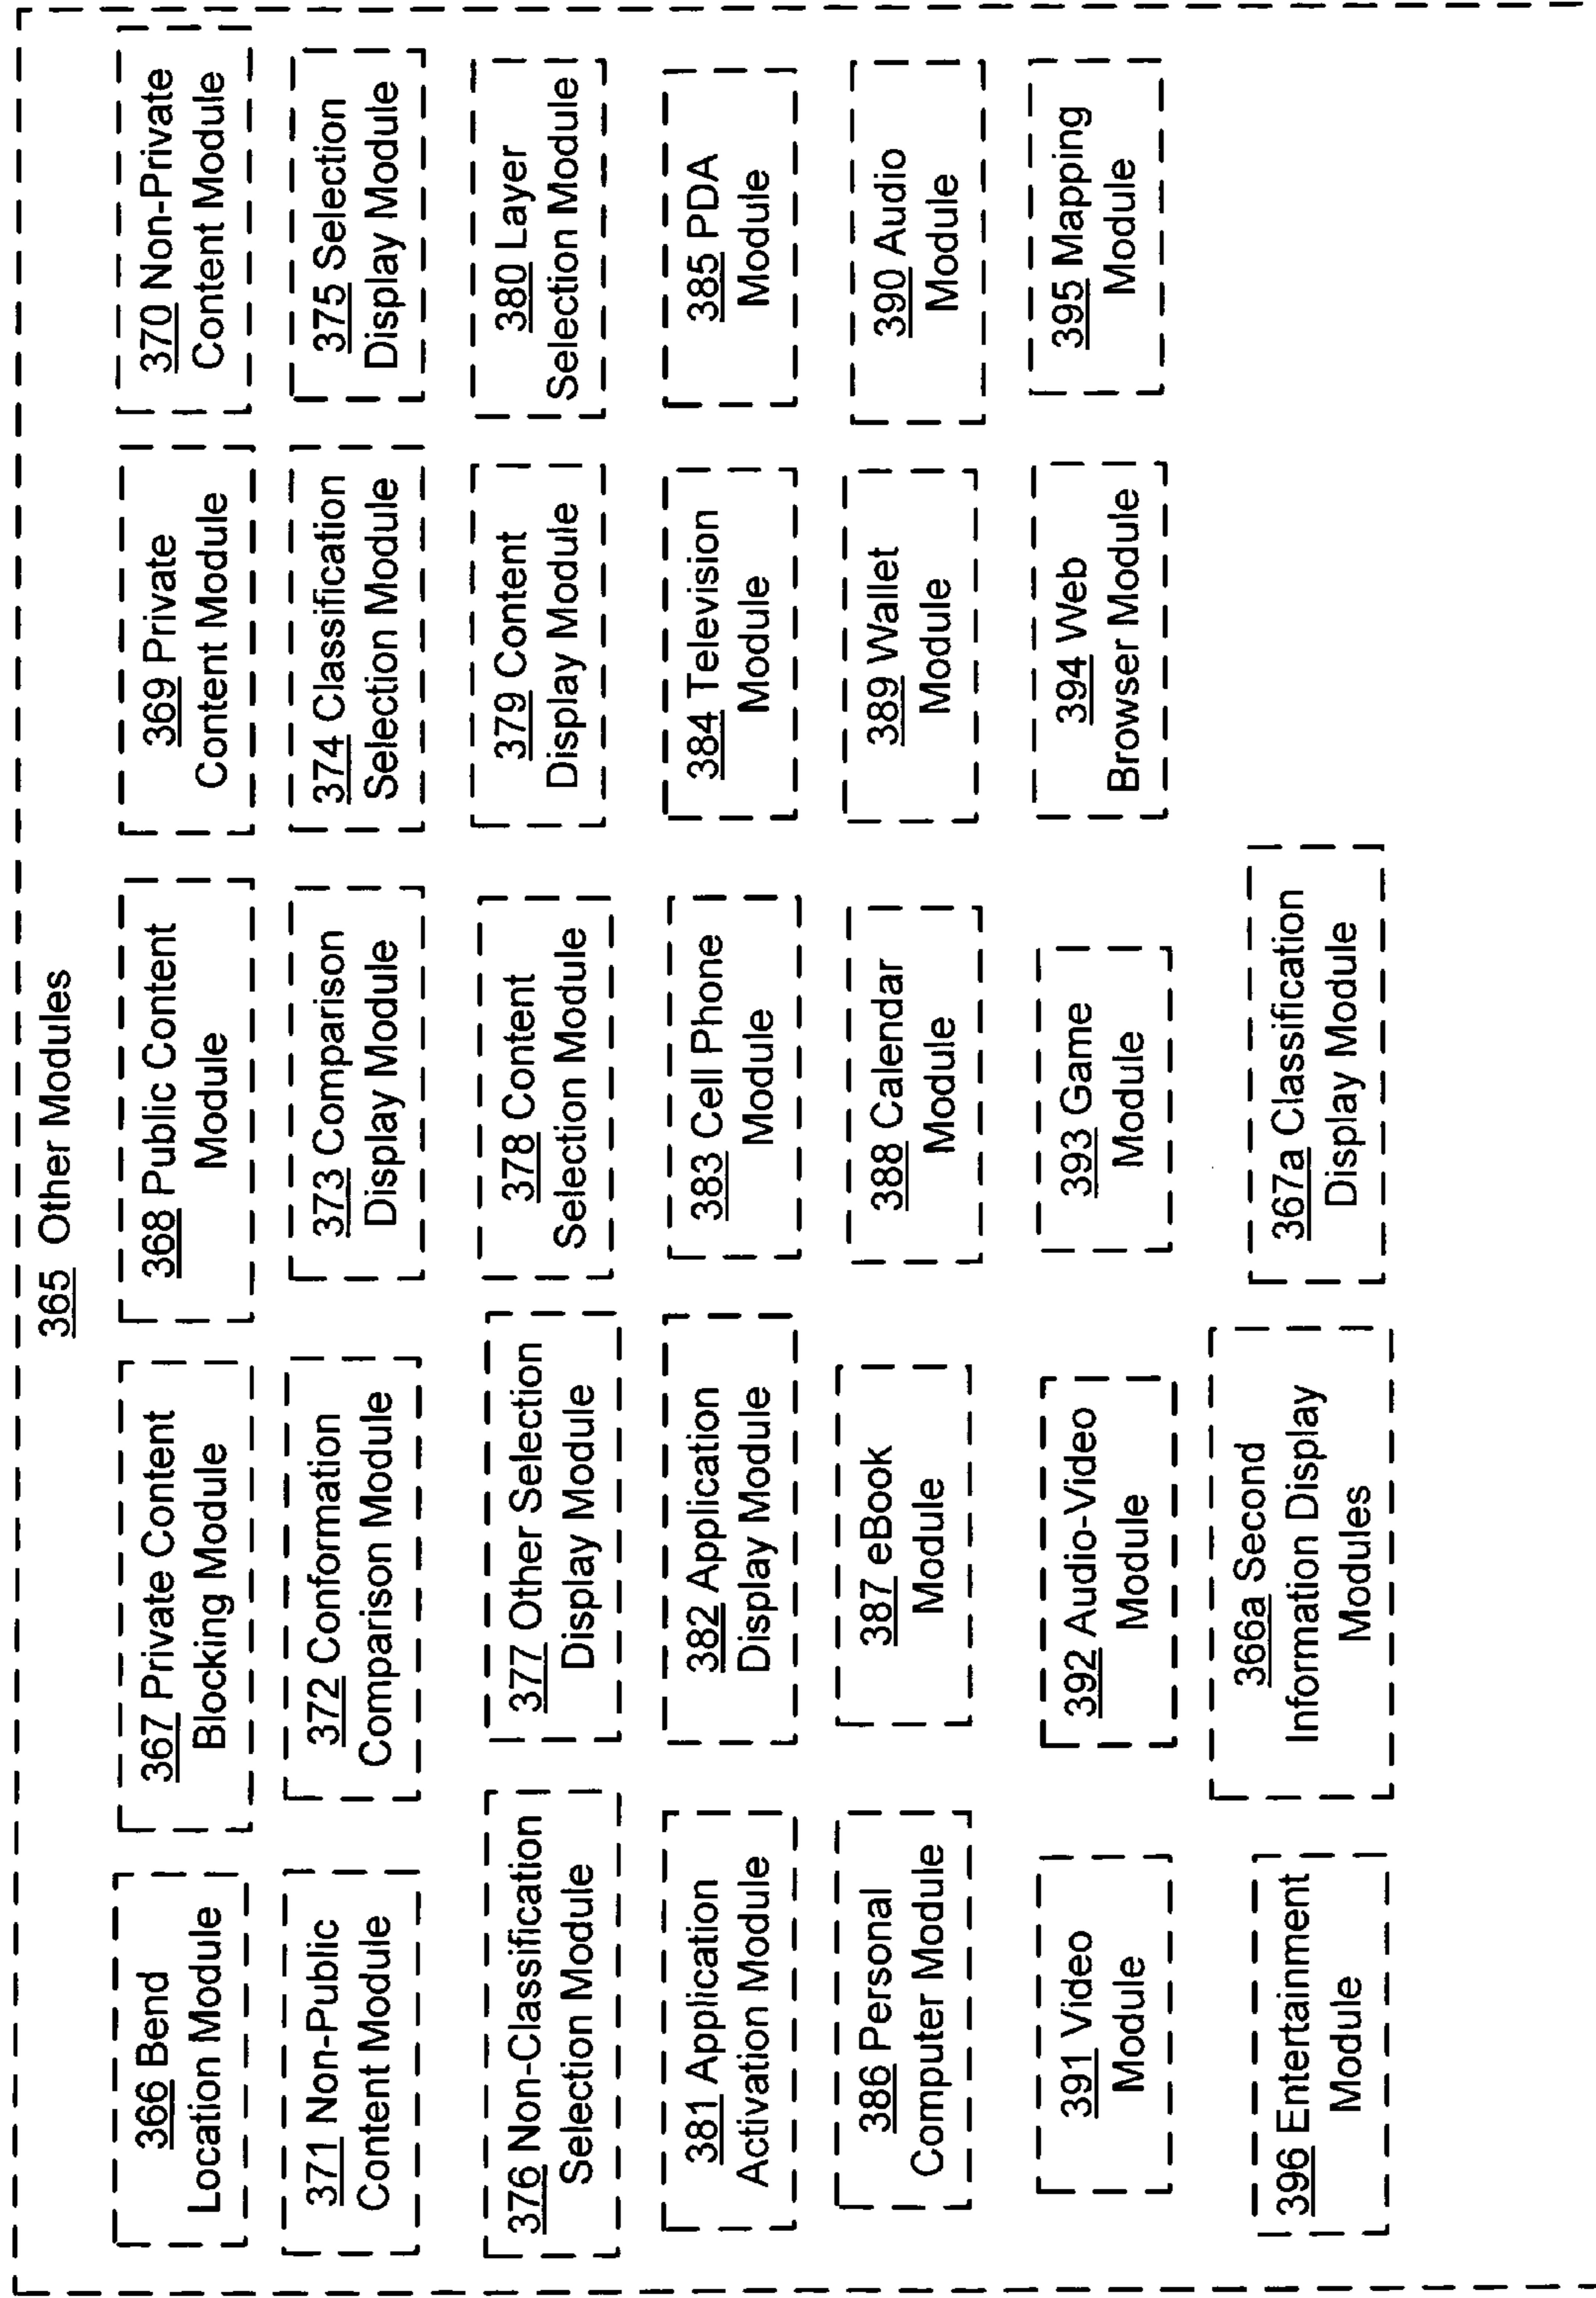 365 Other Modules
366 Bend
Location Module
367 Private Content
Blocking Module
368 Public Content
Module
369 Private
Content Module
370 Non-Private
Content Module
371 Non-Public
Content Module
372 Conformation
Comparison Module
373 Comparison
Display Module
374 Classification
Selection Module
375 Selection
Display Module
376 Non-Classification
Selection Module
377 Other Selection
Display Module
378 Content
Selection Module
379 Content
Display Module
380 Layer
Selection Module
381 Application
Activation Module
382 Application
Display Module
383 Cell Phone
Module
384 Television
Module
385 PDA
Module
386 Personal
Computer Module
387 eBook
Module
388 Calendar
Module
389 Wallet
Module
390 Audio
Module
391 Video
Module
392 Audio-Video
Module
393 Game
Module
394 Web
Browser Module
395 Mapping
Module
396 Entertainment
Module
366a Second
Information Display
Modules
367a Classification
Display Module